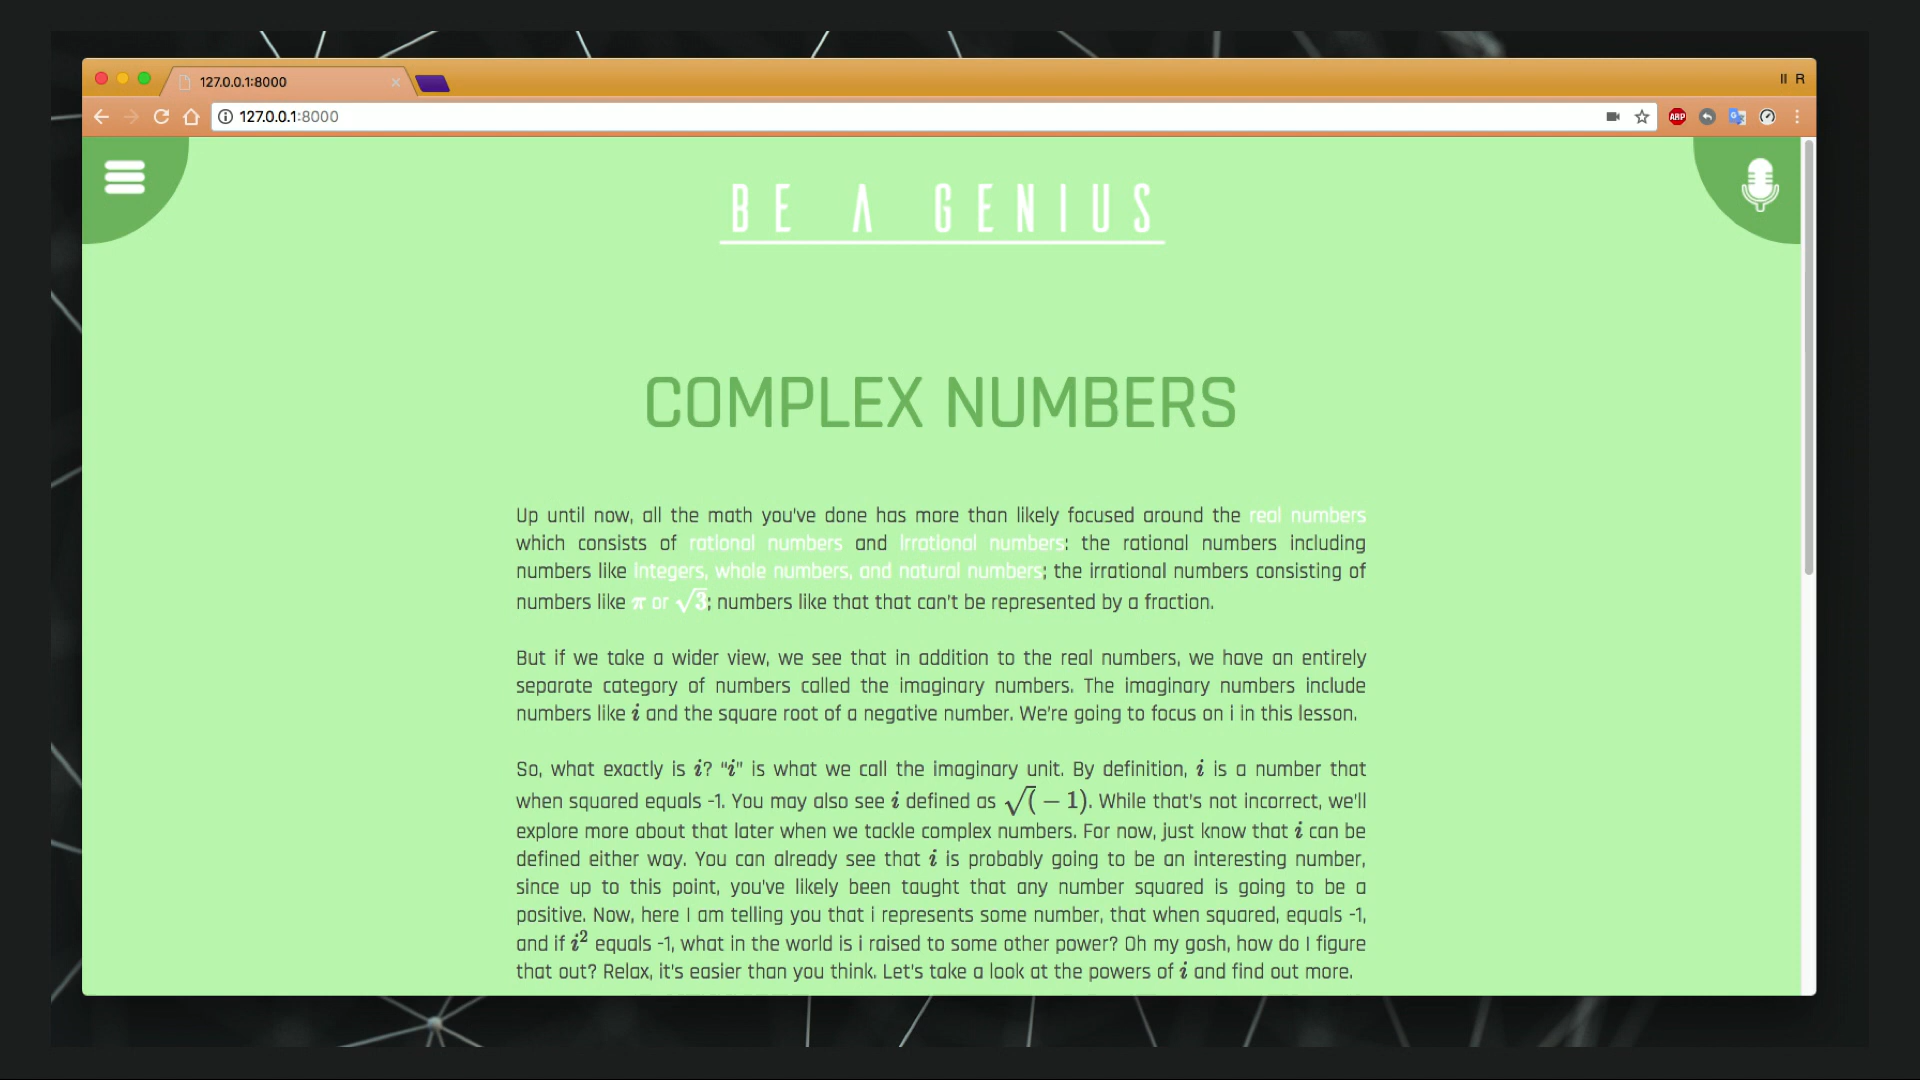 127.0.0.1:8000
II R
127.0.0.1:8000
ABP
BE A GENIUS
COMPLEX NUMBERS
Up until now, all the math you've done has more than likely focused around the real numbers
which consists of rational numbers and irrational numbers: the rational numbers including
numbers like integers, whole numbers, and natural numbers; the irrational numbers consisting of
numbers like π or √3; numbers like that that can't be represented by a fraction.
But if we take a wider view, we see that in addition to the real numbers, we have an entirely
separate category of numbers called the imaginary numbers. The imaginary numbers include
numbers like i and the square root of a negative number. We're going to focus on i in this lesson.
So, what exactly is i? “i” is what we call the imaginary unit. By definition, i is a number that
when squared equals -1. You may also see i defined as √( − 1). While that's not incorrect, we'll
explore more about that later when we tackle complex numbers. For now, just know that i can be
defined either way. You can already see that i is probably going to be an interesting number,
since up to this point, you've likely been taught that any number squared is going to be a
positive. Now, here I am telling you that i represents some number, that when squared, equals -1,
and if i² equals -1, what in the world is i raised to some other power? Oh my gosh, how do I figure
that out? Relax, it's easier than you think. Let's take a look at the powers of i and find out more.